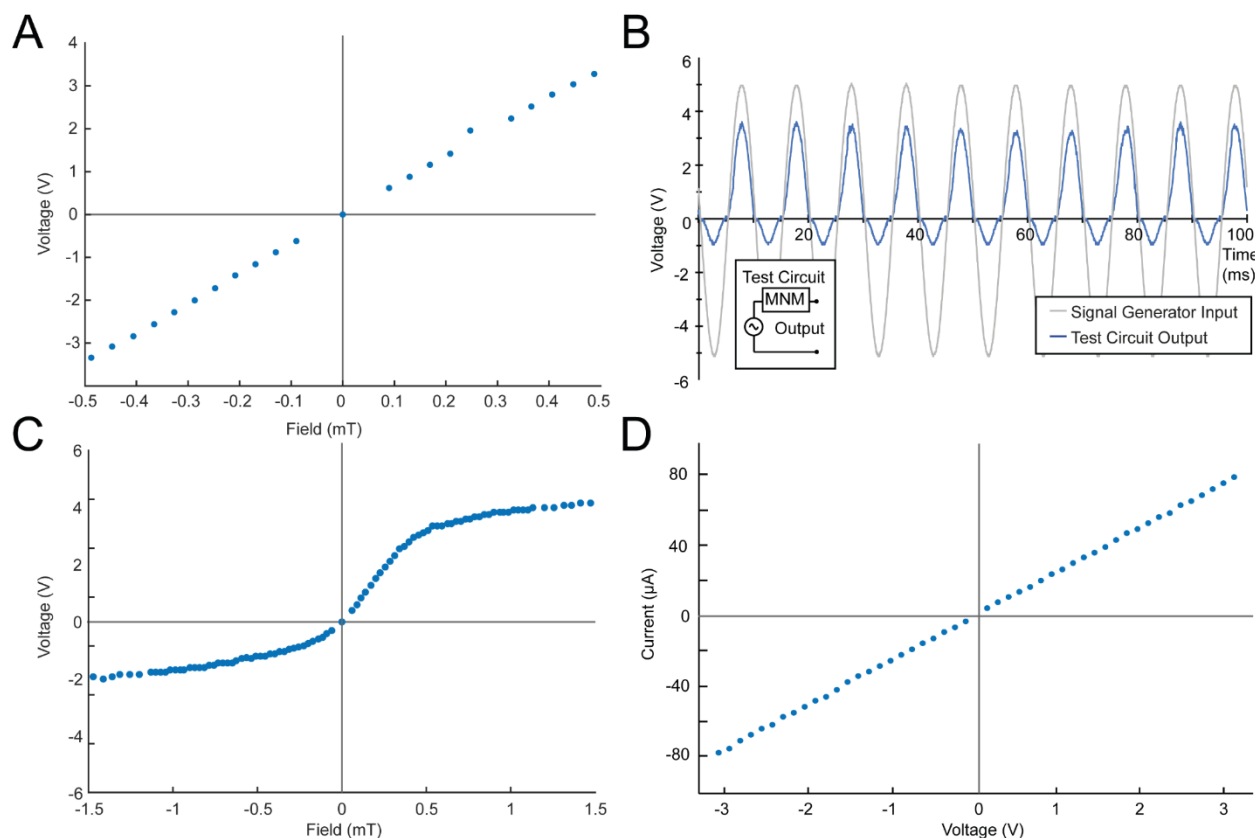 A
Voltage (V)
4
3
2
1
0
-1
-2
-3
-0.5 -0.4 -0.3 -0.2 -0.1 0 0.1 0.2 0.3 0.4 0.5
Field (mT)
B
Voltage (V)
6
4
2
0
-2
-4
-6
20 40 60 80 100
Time
(ms)
Test Circuit
MNM
Output
Signal Generator Input
Test Circuit Output
C
Voltage (V)
6
4
2
0
-2
-4
-6
-1.5 -1 -0.5 0 0.5 1 1.5
Field (mT)
D
Current (µA)
80
40
0
-40
-80
-3 -2 -1 0 1 2 3
Voltage (V)